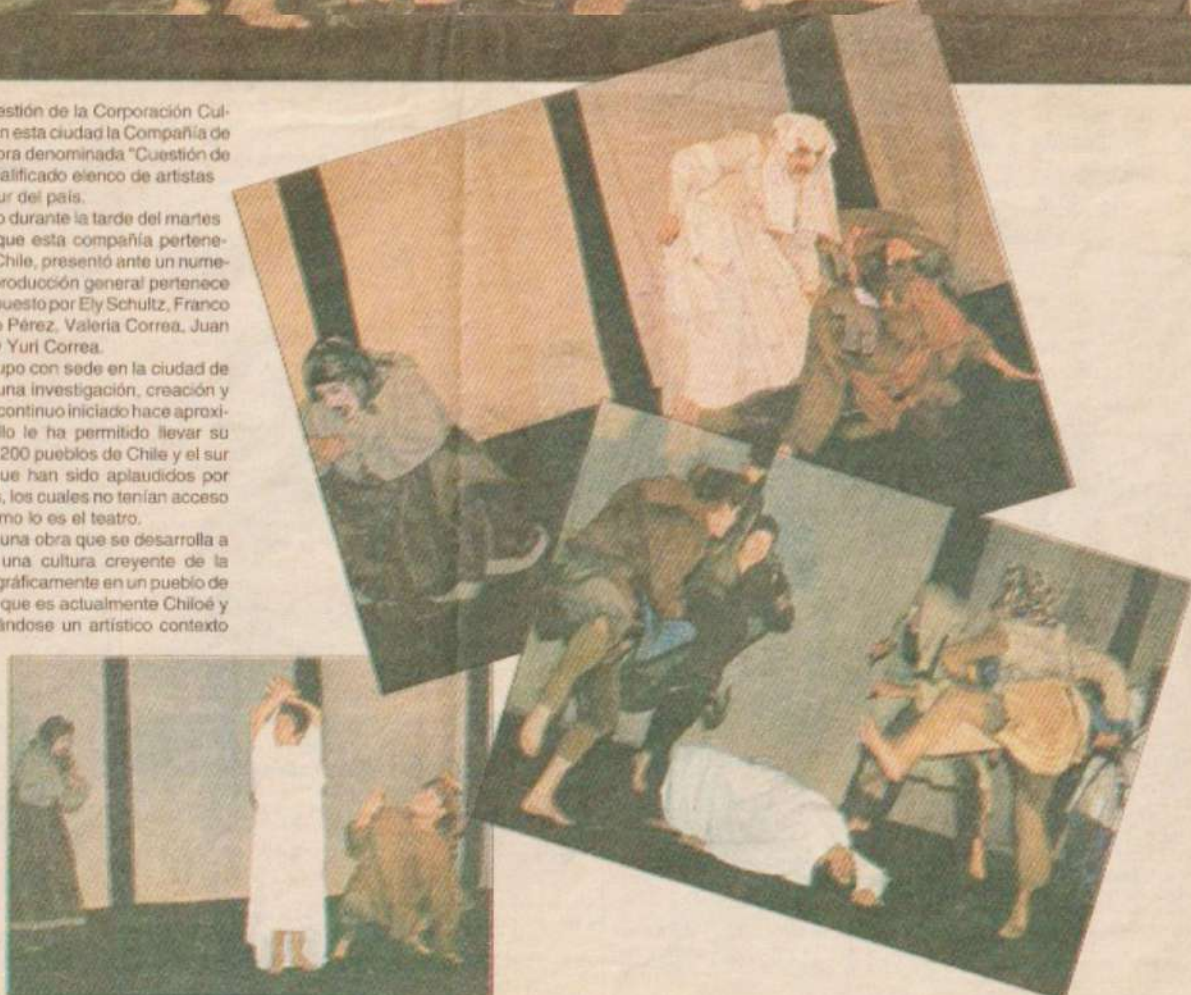 estión de la Corporación Cul-
n esta ciudad la Compañía de
bra denominada "Cuestión de
alificado elenco de artistas
ur del país.
o durante la tarde del martes
que esta compañía pertene-
Chile, presentó ante un nume-
producción general pertenece
puesto por Ely Schultz, Franco
o Pérez, Valeria Correa, Juan
y Yuri Correa.
upo con sede en la ciudad de
una investigación, creación y
continuo iniciado hace aproxi-
llo le ha permitido llevar su
200 pueblos de Chile y el sur
que han sido aplaudidos por
, los cuales no tenían acceso
mo lo es el teatro.
una obra que se desarrolla a
una cultura creyente de la
gráficamente en un pueblo de
que es actualmente Chiloé y
ándose un artístico contexto